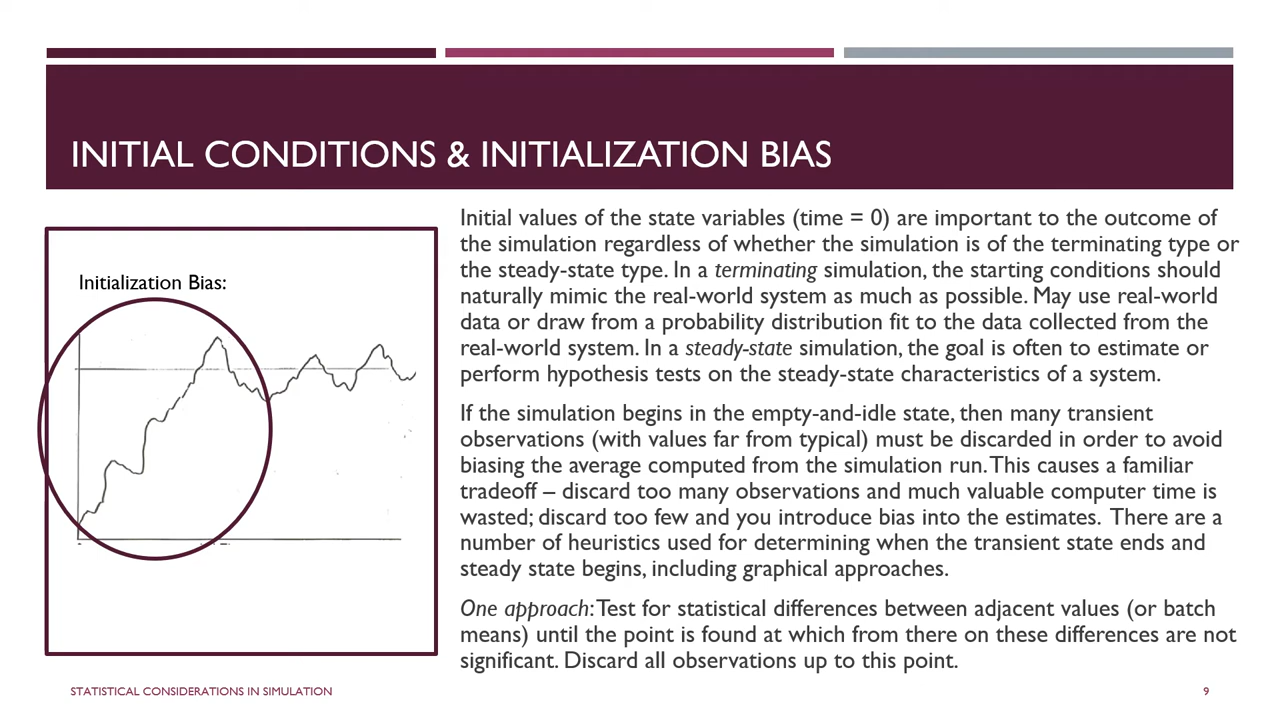 INITIAL CONDITIONS & INITIALIZATION BIAS
Initialization Bias:
Initial values of the state variables (time = 0) are important to the outcome of
the simulation regardless of whether the simulation is of the terminating type or
the steady-state type. In a terminating simulation, the starting conditions should
naturally mimic the real-world system as much as possible. May use real-world
data or draw from a probability distribution fit to the data collected from the
real-world system. In a steady-state simulation, the goal is often to estimate or
perform hypothesis tests on the steady-state characteristics of a system.
If the simulation begins in the empty-and-idle state, then many transient
observations (with values far from typical) must be discarded in order to avoid
biasing the average computed from the simulation run. This causes a familiar
tradeoff – discard too many observations and much valuable computer time is
wasted; discard too few and you introduce bias into the estimates. There are a
number of heuristics used for determining when the transient state ends and
steady state begins, including graphical approaches.
One approach: Test for statistical differences between adjacent values (or batch
means) until the point is found at which from there on these differences are not
significant. Discard all observations up to this point.
STATISTICAL CONSIDERATIONS IN SIMULATION
9